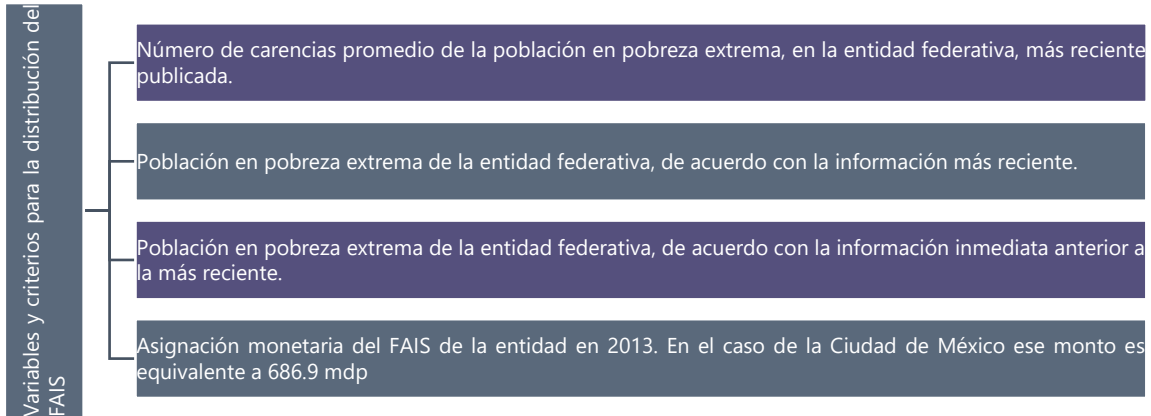 Variables y criterios para la distribución del
FAIS
Número de carencias promedio de la población en pobreza extrema, en la entidad federativa, más reciente
publicada.
Población en pobreza extrema de la entidad federativa, de acuerdo con la información más reciente.
Población en pobreza extrema de la entidad federativa, de acuerdo con la información inmediata anterior a
la más reciente.
Asignación monetaria del FAIS de la entidad en 2013. En el caso de la Ciudad de México ese monto es
equivalente a 686.9 mdp